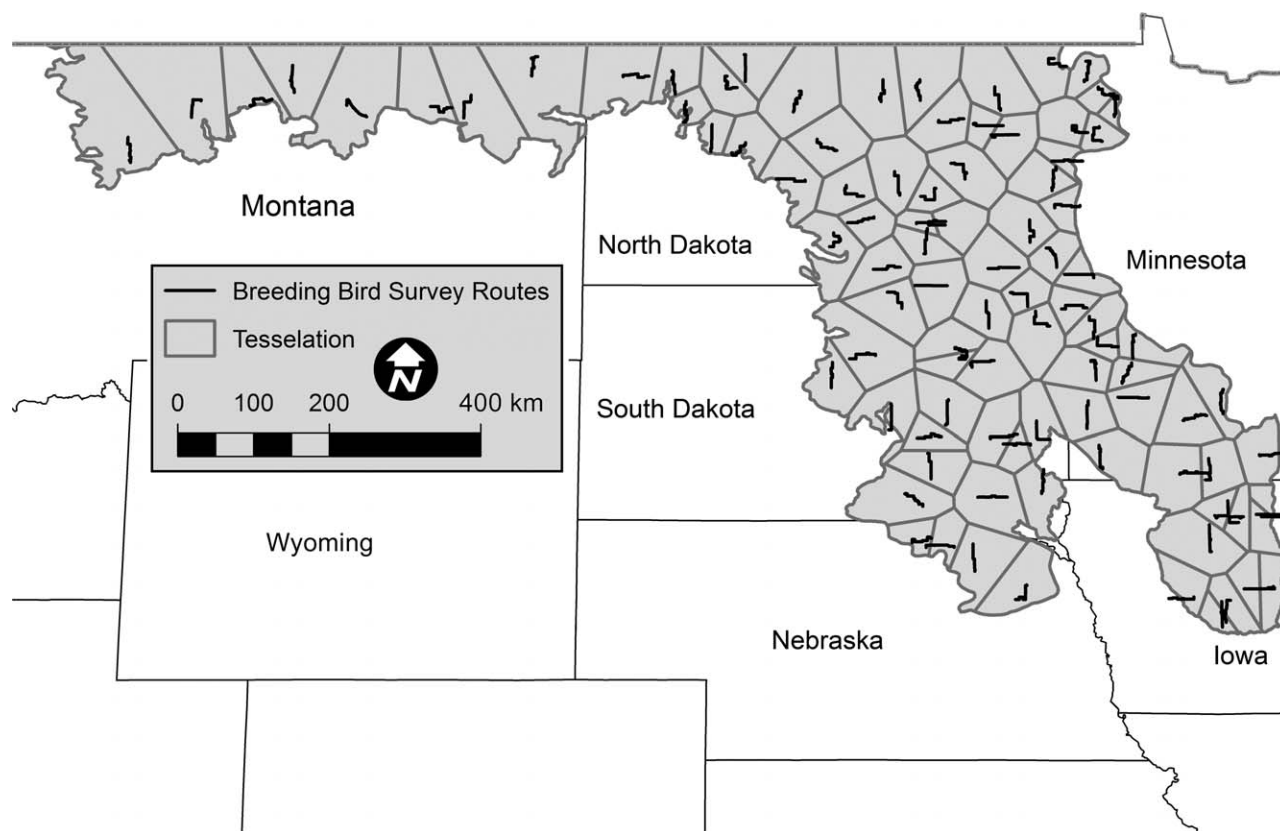 Montana
North Dakota
Minnesota
Breeding Bird Survey Routes
Tesselation
N
0 100 200 400 km
South Dakota
Wyoming
Nebraska
Iowa